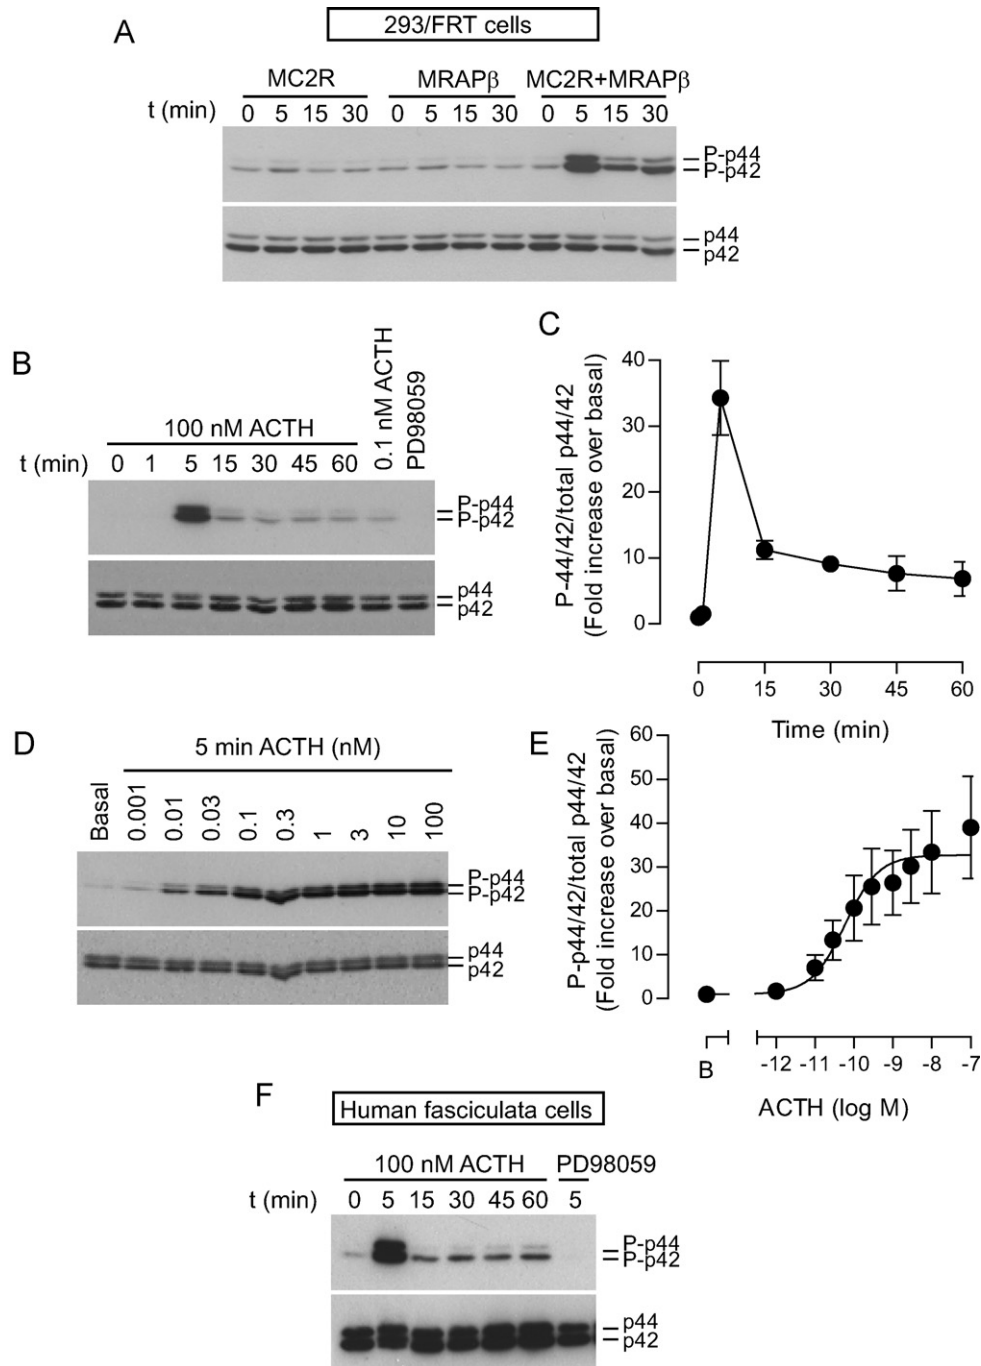 A
293/FRT cells
MC2R MRAPβ MC2R+MRAPβ
t (min) 0 5 15 30 0 5 15 30 0 5 15 30
P-p44
P-p42
p44
p42
B
100 nM ACTH
0.1 nM ACTH
PD98059
t (min) 0 1 5 15 30 45 60
P-p44
P-p42
p44
p42
C
P-44/42/total p44/42
(Fold increase over basal)
40
30
20
10
0
0 15 30 45 60
Time (min)
D
5 min ACTH (nM)
Basal 0.001 0.01 0.03 0.1 0.3 1 3 10 100
P-p44
P-p42
p44
p42
E
P-p44/42/total p44/42
(Fold increase over basal)
60
50
40
30
20
10
0
B -12 -11 -10 -9 -8 -7
ACTH (log M)
F
Human fasciculata cells
100 nM ACTH PD98059
t (min) 0 5 15 30 45 60 5
P-p44
P-p42
p44
p42